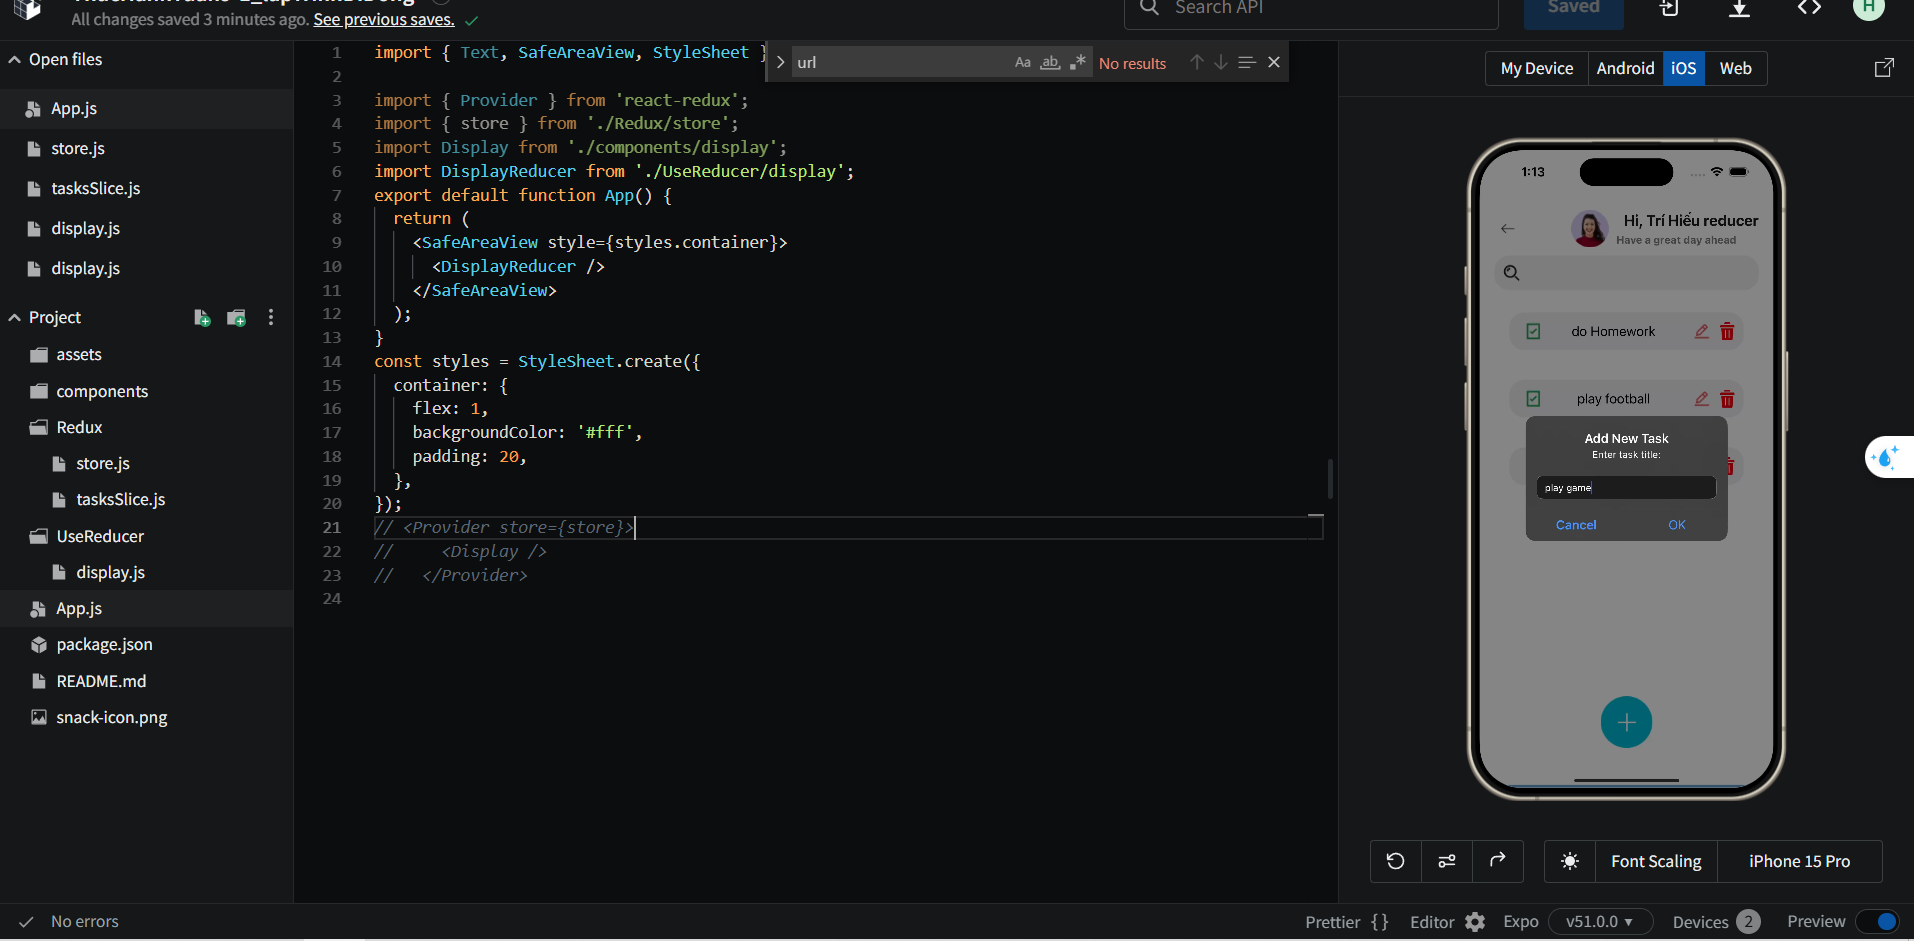 All changes saved 3 minutes ago. See previous saves.
Search API
Saved
H
Open files
App.js
store.js
tasksSlice.js
display.js
display.js
Project
assets
components
Redux
store.js
tasksSlice.js
UseReducer
display.js
App.js
package.json
README.md
snack-icon.png
1 import { Text, SafeAreaView, StyleSheet }
2
3 import { Provider } from 'react-redux';
4 import { store } from './Redux/store';
5 import Display from './components/display';
6 import DisplayReducer from './UseReducer/display';
7 export default function App() {
8 return (
9 <SafeAreaView style={styles.container}>
10 <DisplayReducer />
11 </SafeAreaView>
12 );
13 }
14 const styles = StyleSheet.create({
15 container: {
16 flex: 1,
17 backgroundColor: '#fff',
18 padding: 20,
19 },
20 });
21 // <Provider store={store}>
22 // <Display />
23 // </Provider>
24
url
Aa ab. .* No results
My Device Android iOS Web
1:13
Hi, Trí Hiếu reducer
Have a great day ahead
do Homework
play football
Add New Task
Enter task title:
play game
Cancel OK
Font Scaling iPhone 15 Pro
No errors
Prettier {} Editor Expo v51.0.0 Devices 2 Preview